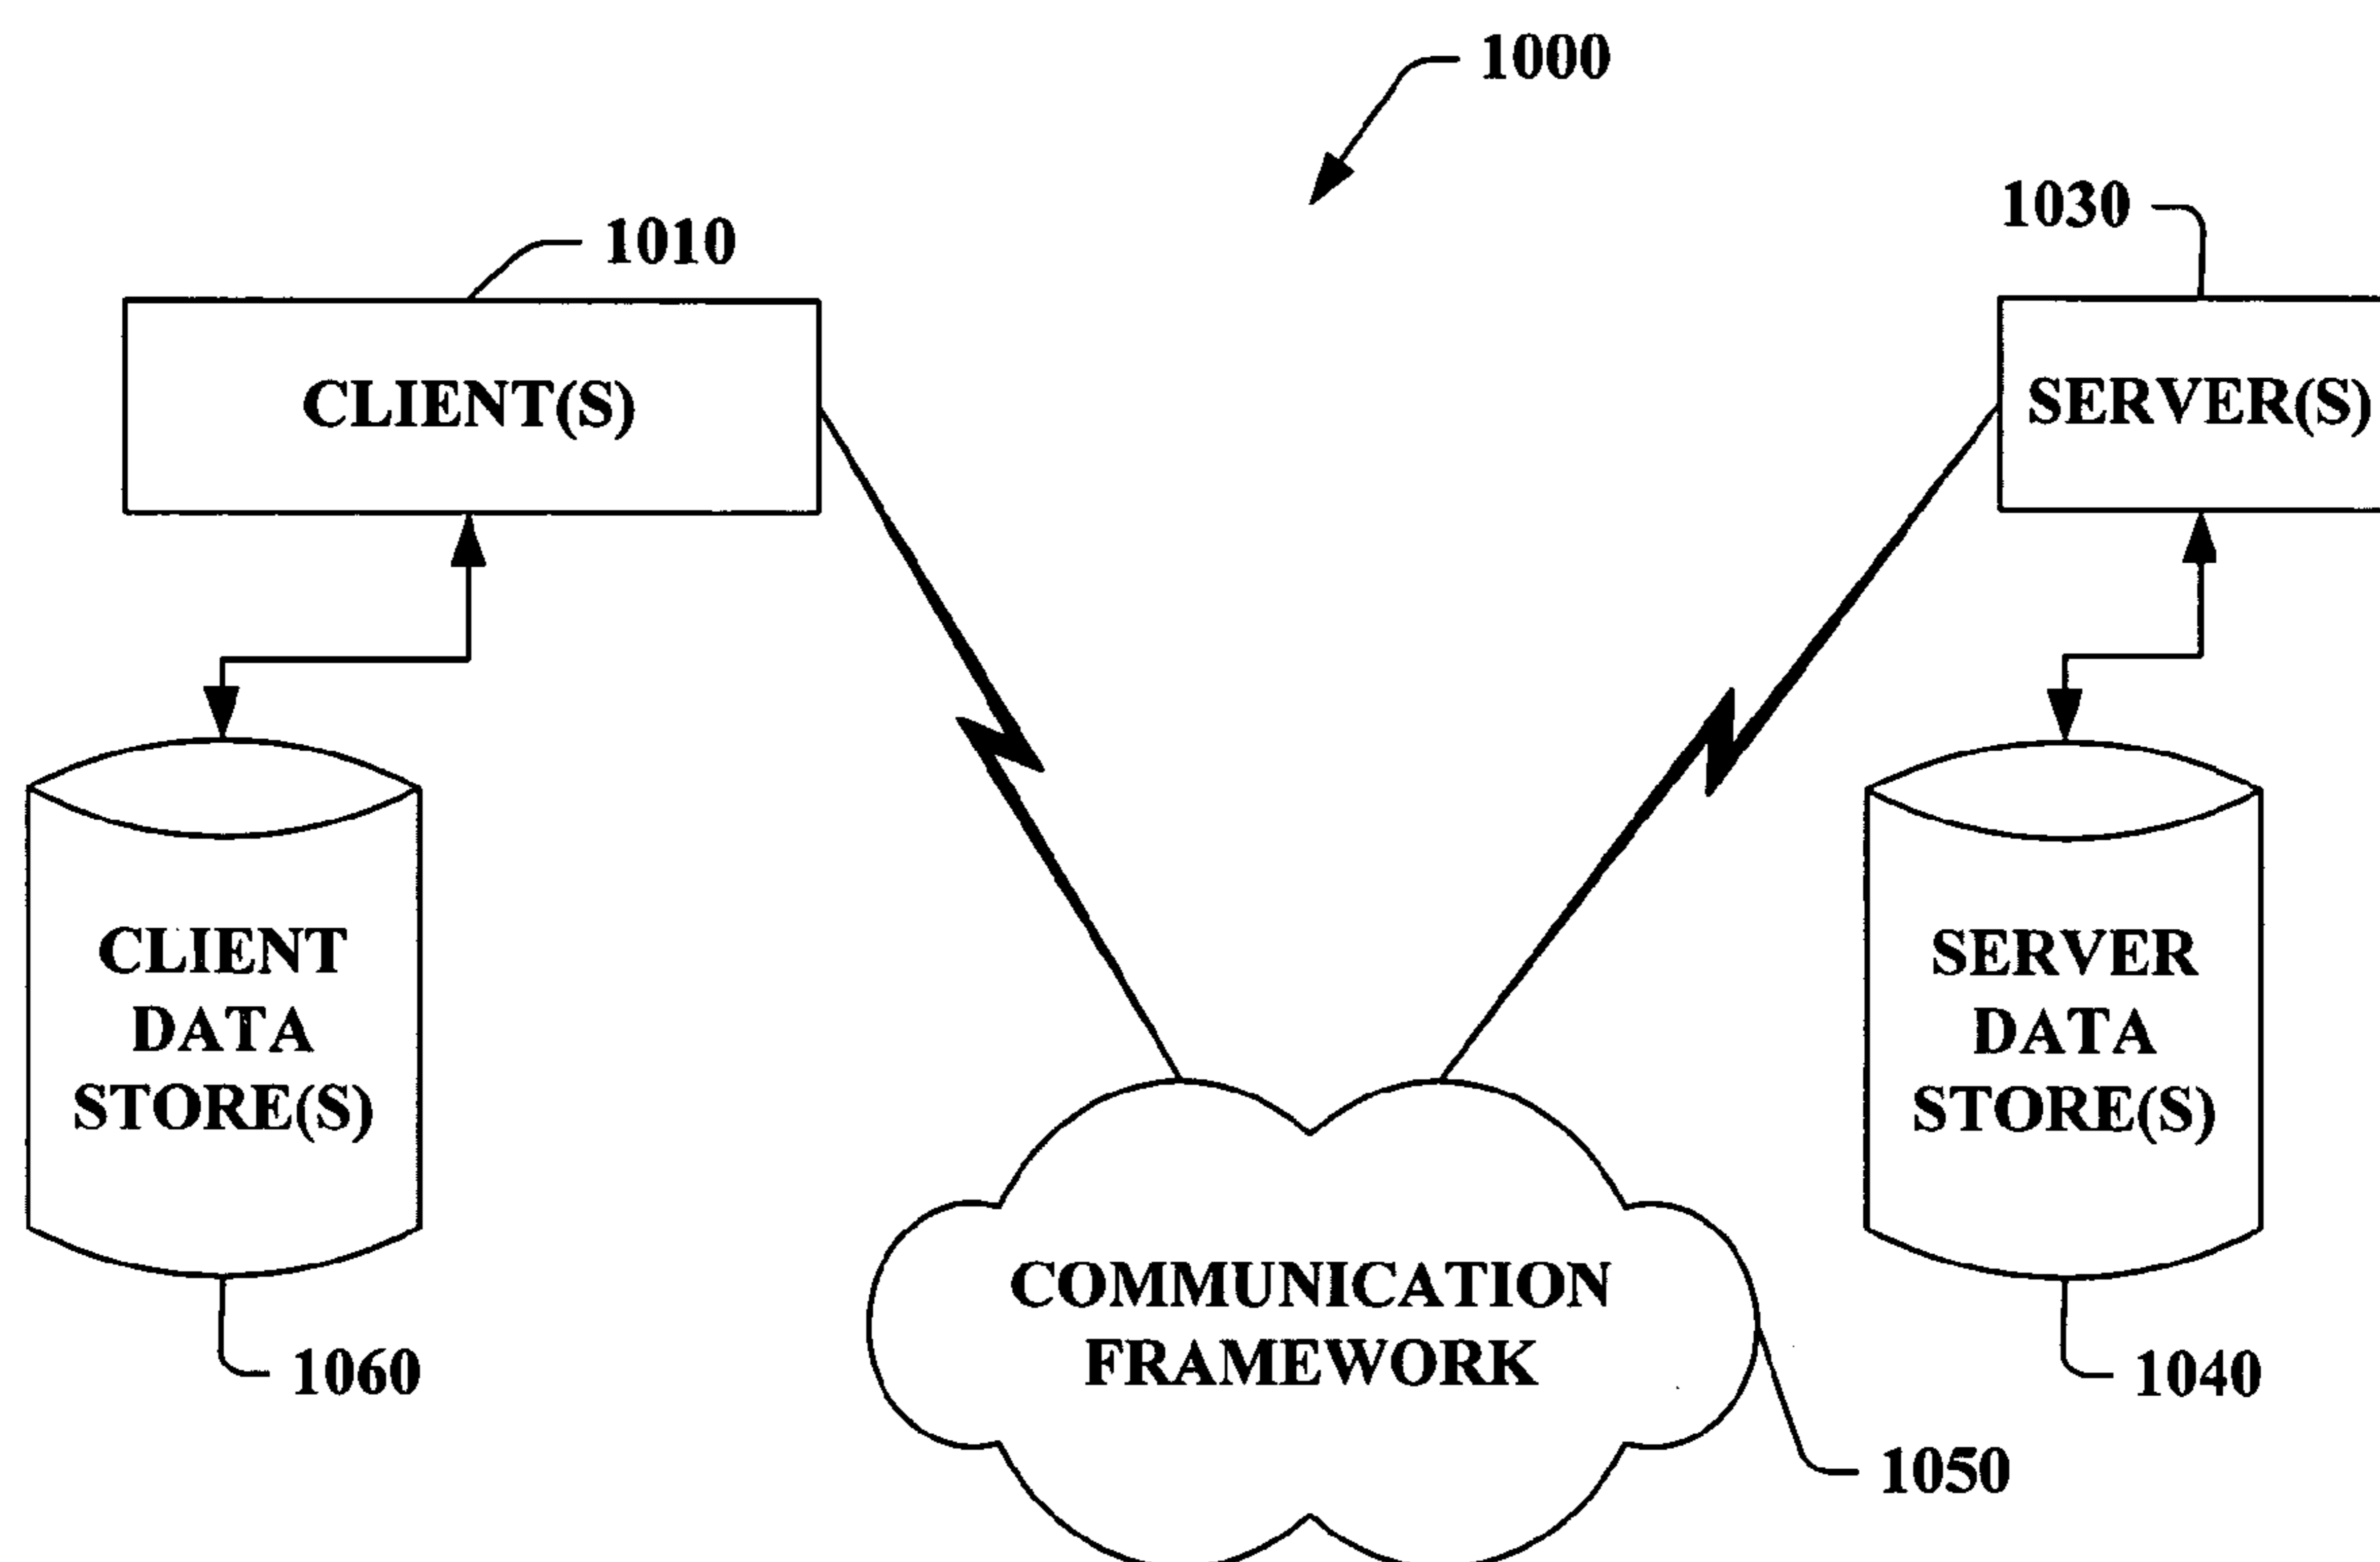 1000
1010
1030
CLIENT(S)
SERVER(S)
CLIENT
DATA
STORE(S)
SERVER
DATA
STORE(S)
COMMUNICATION
FRAMEWORK
1060
1040
1050